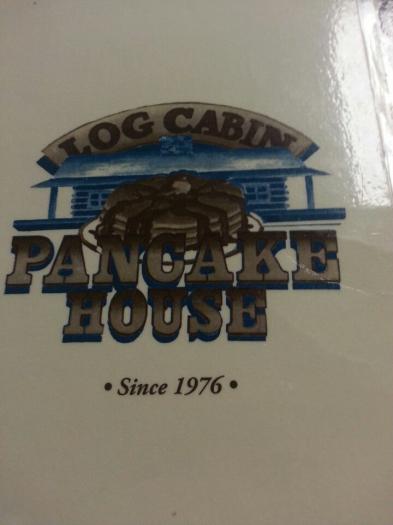 LOG CABIN
PANCAKE
HOUSE
• Since 1976 •